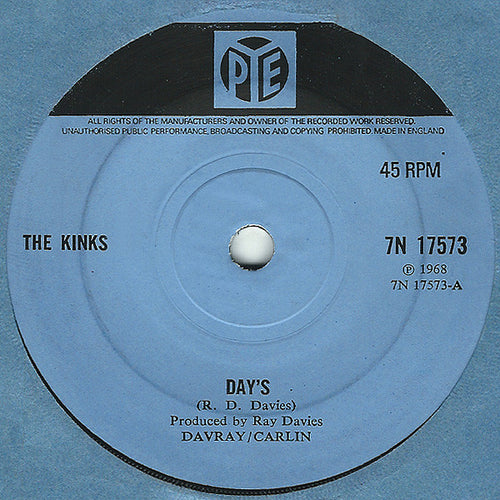 PYE
ALL RIGHTS OF THE MANUFACTURERS AND OWNER OF THE RECORDED WORK RESERVED.
UNAUTHORISED PUBLIC PERFORMANCE, BROADCASTING AND COPYING PROHIBITED. MADE IN ENGLAND
45 RPM
THE KINKS
7N 17573
Ⓟ 1968
7N 17573-A
DAY'S
(R. D. Davies)
Produced by Ray Davies
DAVRAY/CARLIN